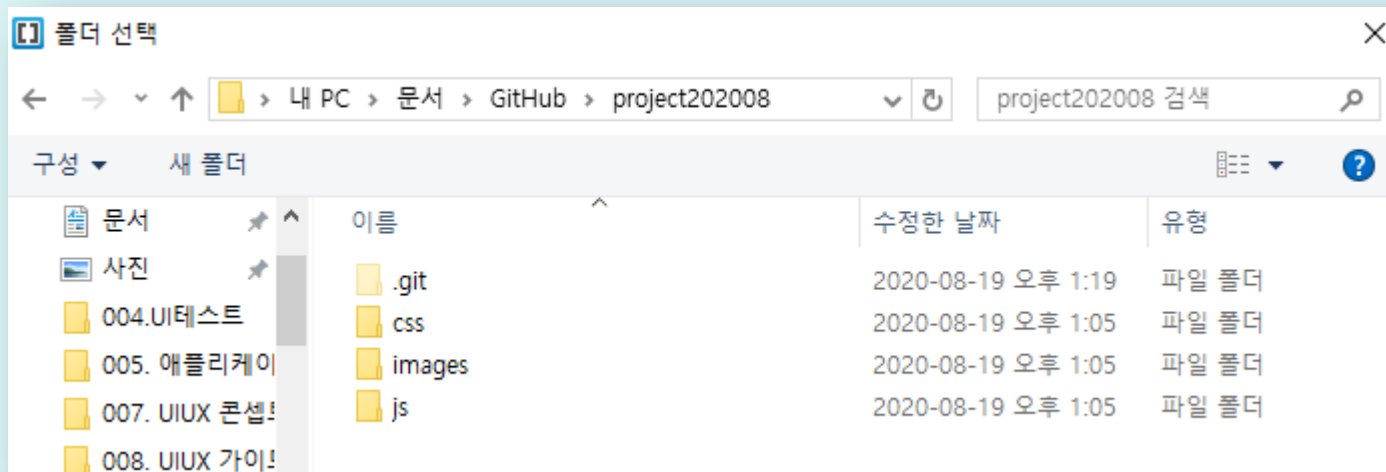 폴더 선택
내 PC > 문서 > GitHub > project202008
project202008 검색
구성 새 폴더
문서
사진
004.UI테스트
005. 애플리케이
007. UIUX 콘셉
008. UIUX 가이
이름 수정한 날짜 유형
.git 2020-08-19 오후 1:19 파일 폴더
css 2020-08-19 오후 1:05 파일 폴더
images 2020-08-19 오후 1:05 파일 폴더
js 2020-08-19 오후 1:05 파일 폴더